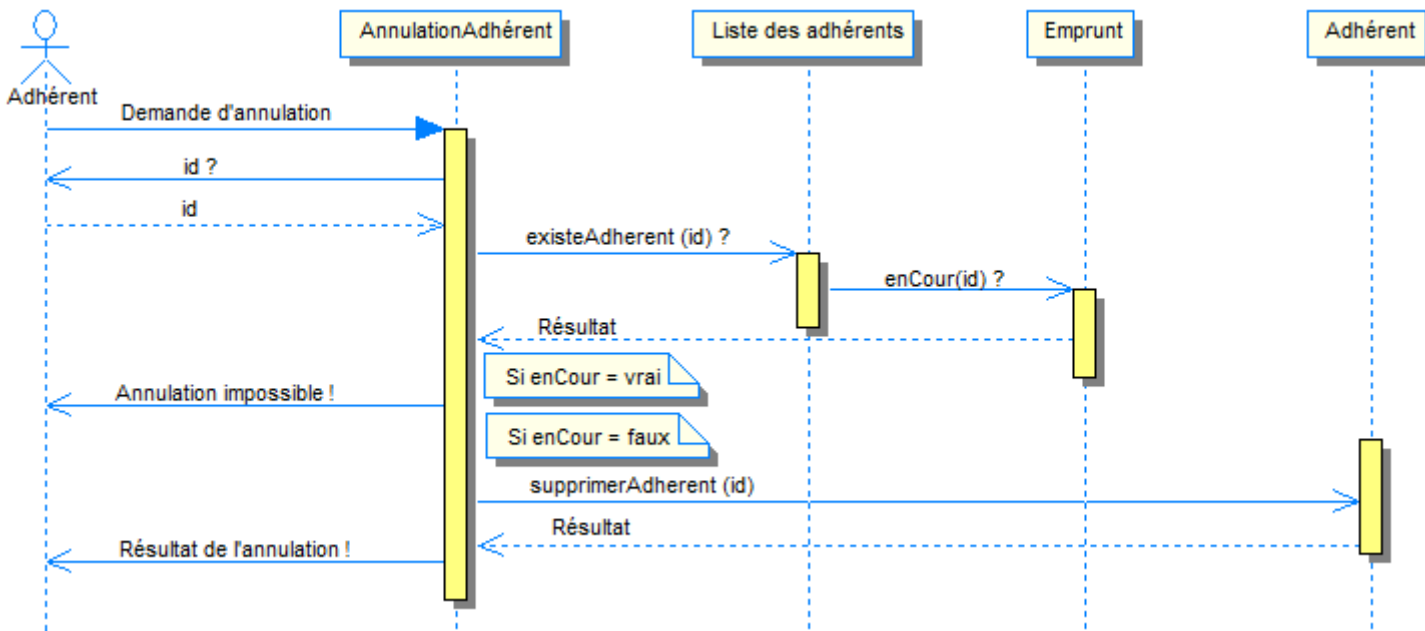 AnnulationAdhérent
Liste des adhérents
Emprunt
Adhérent
Adhérent
Demande d'annulation
id ?
id
existeAdherent (id) ?
enCour(id) ?
Résultat
Si enCour = vrai
Annulation impossible !
Si enCour = faux
supprimerAdherent (id)
Résultat
Résultat de l'annulation !